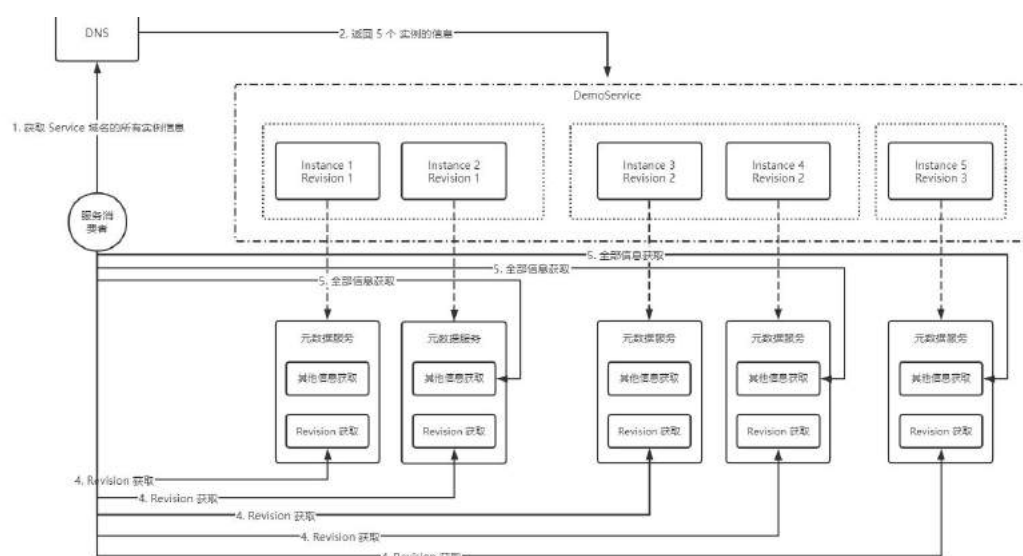 DNS
2. 返回 5 个 实例的信息
DemoService
1. 获取 Service 域名的所有实例信息
Instance 1
Revision 1
Instance 2
Revision 1
Instance 3
Revision 2
Instance 4
Revision 2
Instance 5
Revision 3
服务消
费者
5. 全部信息获取
5. 全部信息获取
5. 全部信息获取
元数据服务
元数据服务
元数据服务
元数据服务
元数据服务
其他信息获取
其他信息获取
其他信息获取
其他信息获取
其他信息获取
Revision 获取
Revision 获取
Revision 获取
Revision 获取
Revision 获取
4. Revision 获取
4. Revision 获取
4. Revision 获取
4. Revision 获取
4. Revision 获取